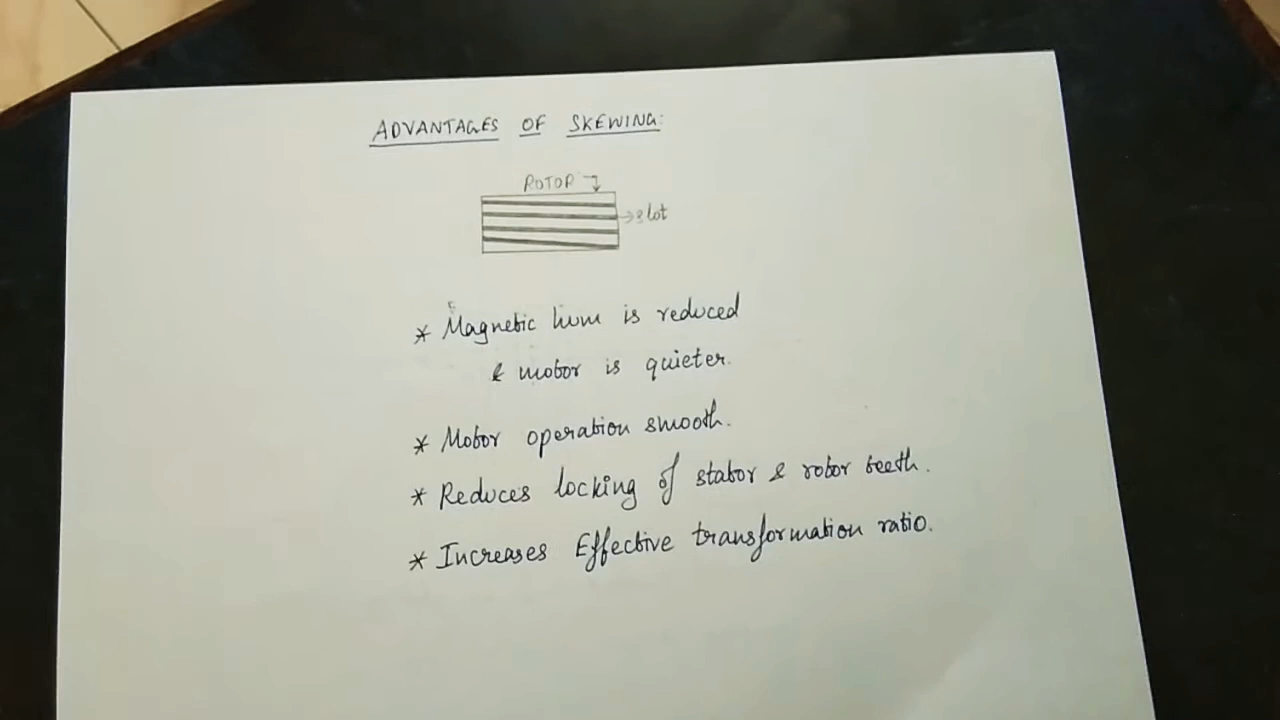 ADVANTAGES OF SKEWING:
ROTOR
slot
* Magnetic hum is reduced
& motor is quieter.
* Motor operation smooth.
* Reduces locking of stator & rotor teeth.
* Increases Effective transformation ratio.